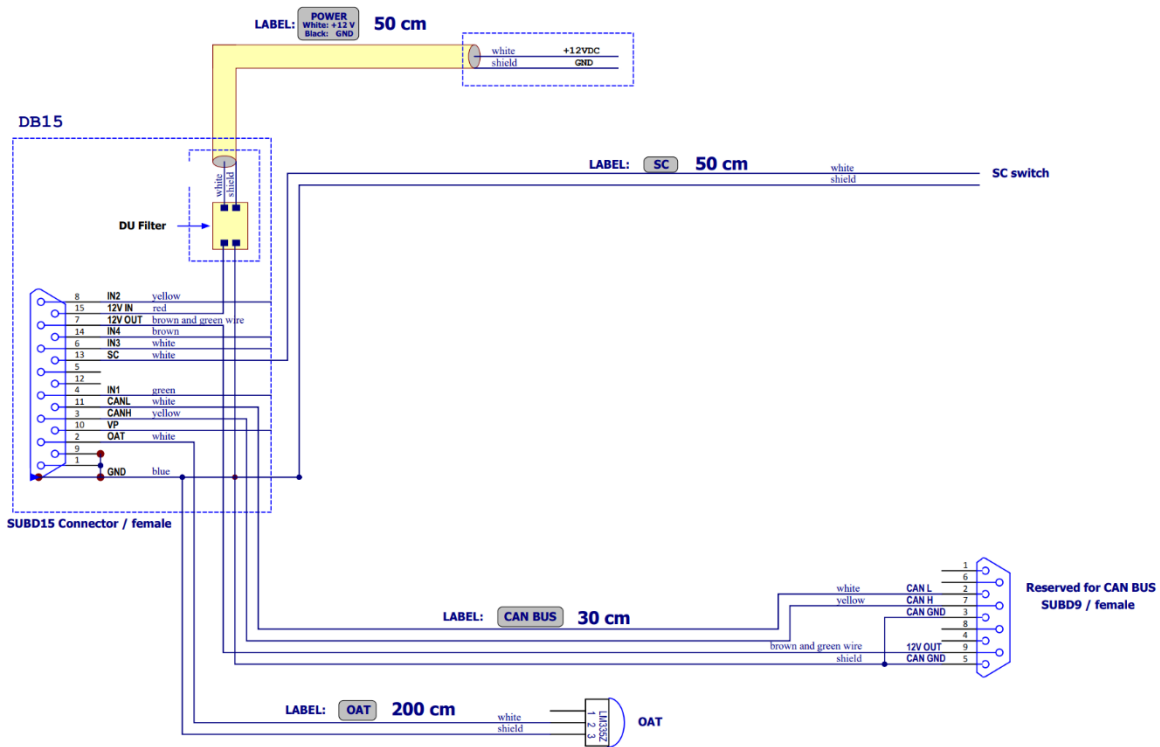 LABEL: POWER 50 cm
White: +12 V
Black: GND
white +12VDC
shield GND
DB15
LABEL: SC 50 cm
white
shield
SC switch
white
shield
DU Filter
8 IN2 yellow
15 12V IN red
7 12V OUT brown and green wire
14 IN4 brown
6 IN3 white
13 SC white
5
12
4 IN1 green
11 CANL white
3 CANH yellow
10 VP
2 OAT white
9
1
GND blue
SUBD15 Connector / female
1
6
white CAN L 2
yellow CAN H 7
CAN GND 3
8
4
brown and green wire 12V OUT 9
shield CAN GND 5
Reserved for CAN BUS
SUBD9 / female
LABEL: CAN BUS 30 cm
LABEL: OAT 200 cm
white
shield
1
2
3
LM335Z
OAT